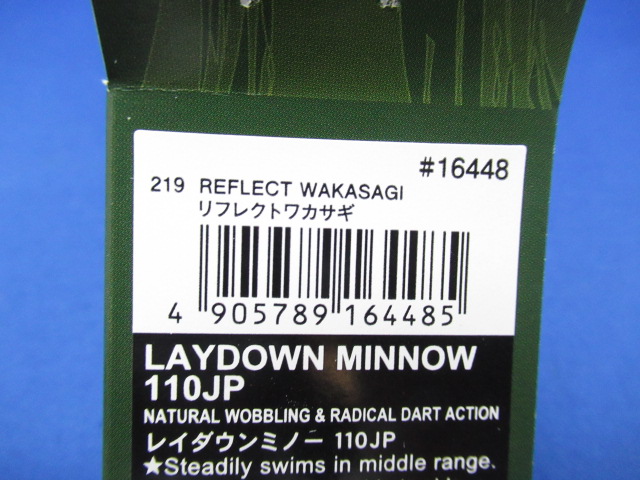 #16448
219 REFLECT WAKASAGI
リフレクトワカサギ
4 905789 164485
LAYDOWN MINNOW
110JP
NATURAL WOBBLING & RADICAL DART ACTION
レイダウンミノー 110JP
★Steadily swims in middle range.